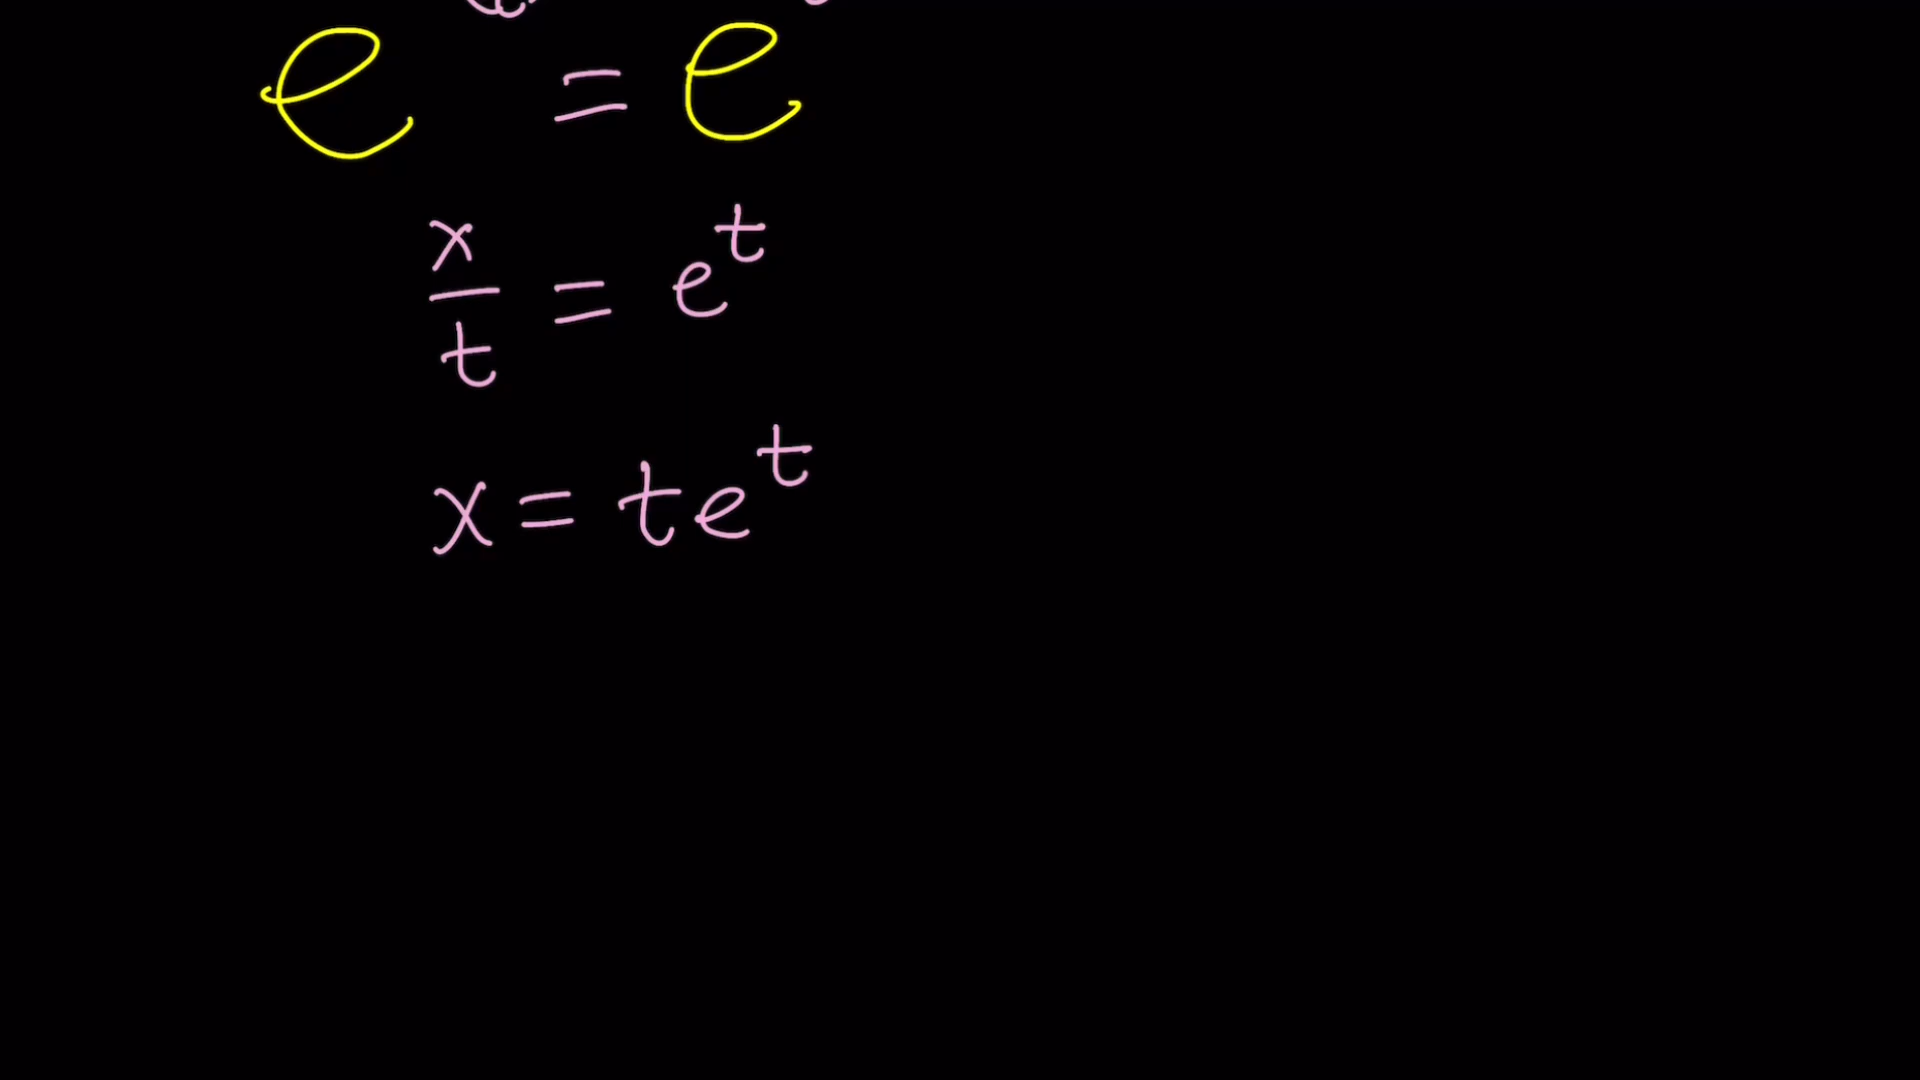 e = e
x/t = e^t
x = te^t